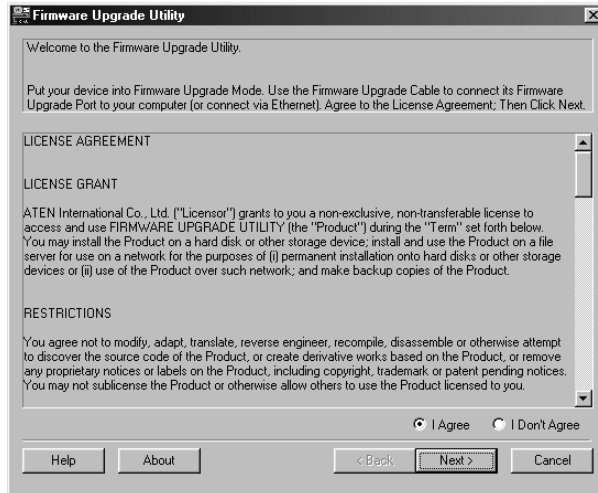 Firmware Upgrade Utility
Welcome to the Firmware Upgrade Utility.
Put your device into Firmware Upgrade Mode. Use the Firmware Upgrade Cable to connect its Firmware
Upgrade Port to your computer (or connect via Ethernet). Agree to the License Agreement; Then Click Next.
LICENSE AGREEMENT
LICENSE GRANT
ATEN International Co., Ltd. ("Licensor") grants to you a non-exclusive, non-transferable license to
access and use FIRMWARE UPGRADE UTILITY (the "Product") during the "Term" set forth below.
You may install the Product on a hard disk or other storage device; install and use the Product on a file
server for use on a network for the purposes of (i) permanent installation onto hard disks or other storage
devices or (ii) use of the Product over such network; and make backup copies of the Product.
RESTRICTIONS
You agree not to modify, adapt, translate, reverse engineer, recompile, disassemble or otherwise attempt
to discover the source code of the Product, or create derivative works based on the Product, or remove
any proprietary notices or labels on the Product, including copyright, trademark or patent pending notices.
You may not sublicense the Product or otherwise allow others to use the Product licensed to you.
I Agree I Don't Agree
Help About < Back Next > Cancel